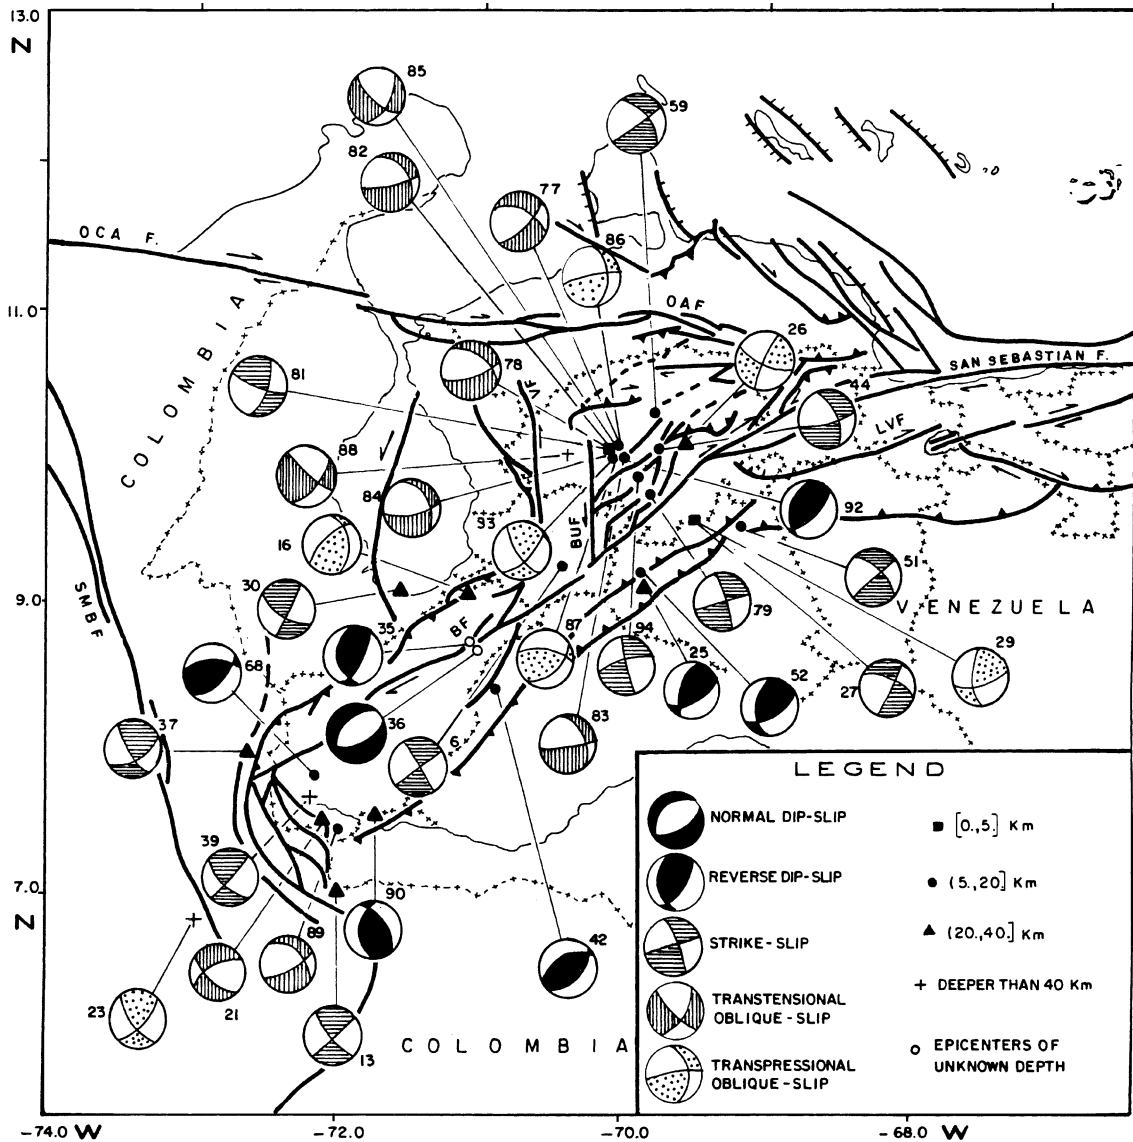 13.0
N
85
59
82
77
86
OCA F.
COLOMBIA
11.0
OAF
26
SAN SEBASTIAN F.
81
78
VF
44
LVF
88
84
92
16
93
BUF
51
30
9.0
VENEZUELA
SMBF
35
BF
87
94
79
29
68
25
52
27
37
36
6
83
LEGEND
NORMAL DIP-SLIP
[0.,5.] Km
REVERSE DIP-SLIP
(5.,20] Km
39
7.0
90
STRIKE-SLIP
(20.,40.] Km
N
89
42
DEEPER THAN 40 Km
TRANSTENSIONAL
OBLIQUE-SLIP
23
21
13
COLOMBIA
EPICENTERS OF
UNKNOWN DEPTH
TRANSPRESSIONAL
OBLIQUE-SLIP
-74.0 W
-72.0
-70.0
-68.0 W